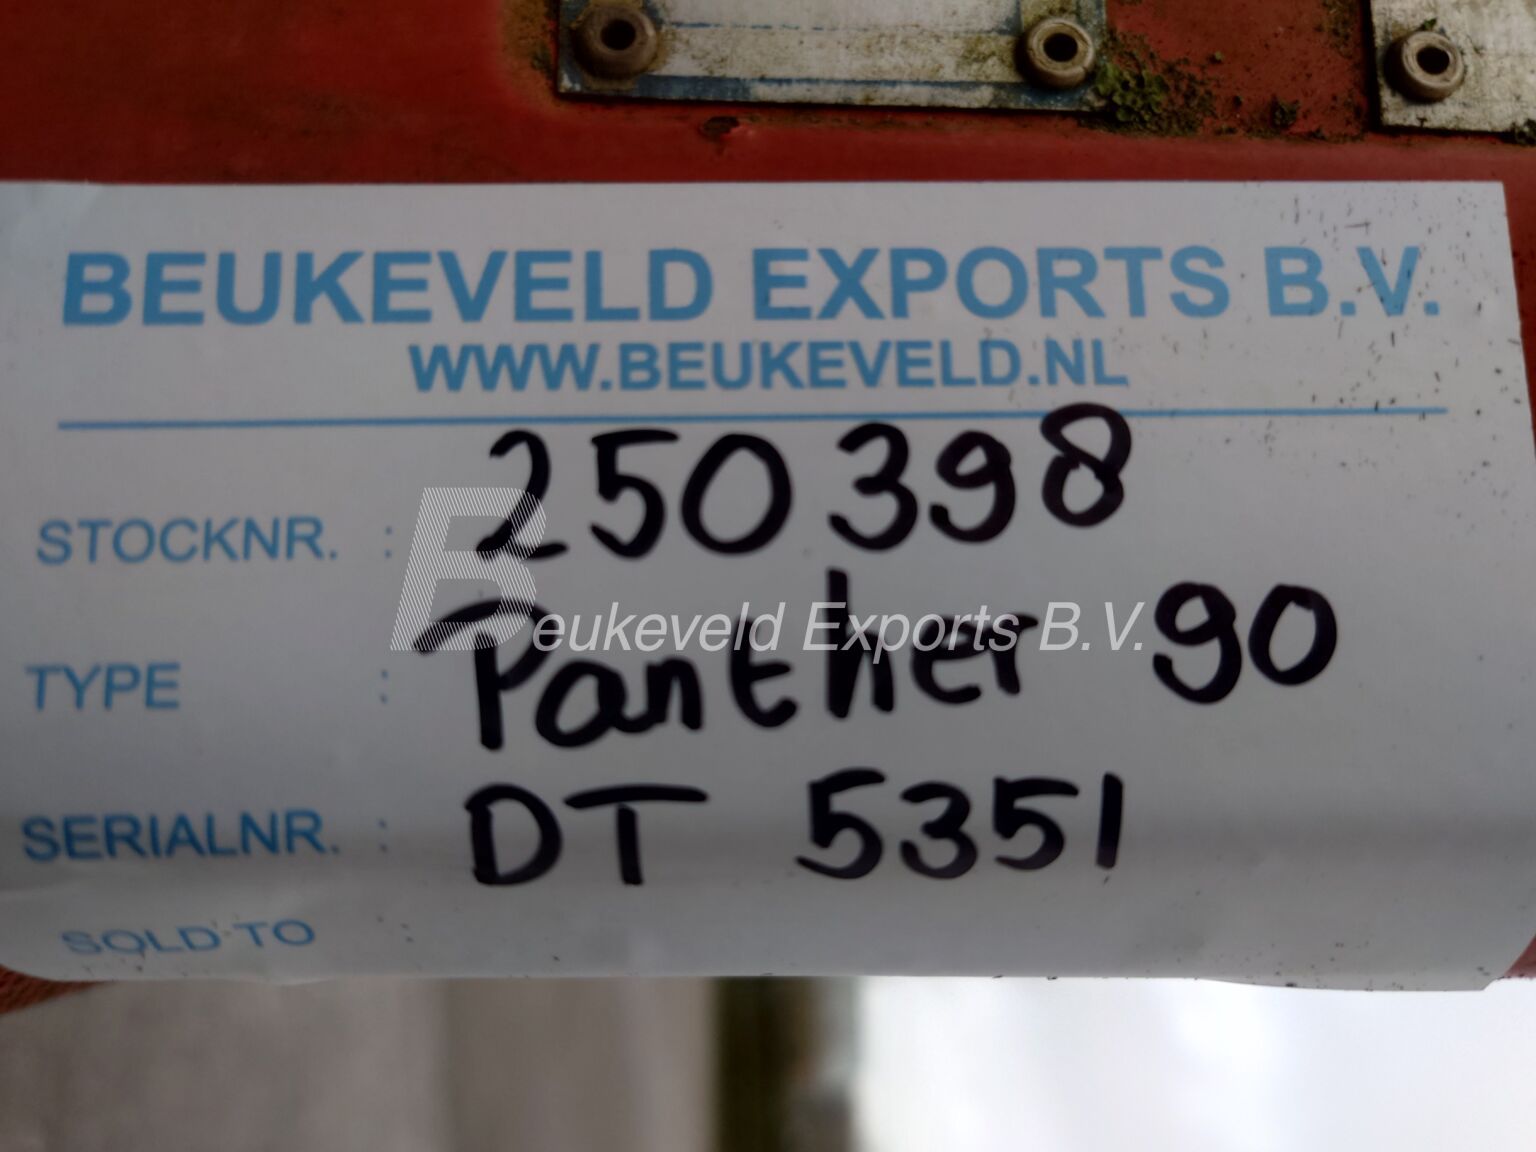 BEUKEVELD EXPORTS B.V.
WWW.BEUKEVELD.NL
STOCKNR. : 250398
Beukeveld Exports B.V.
TYPE : Panther 90
SERIALNR. : DT 5351
SOLD TO :